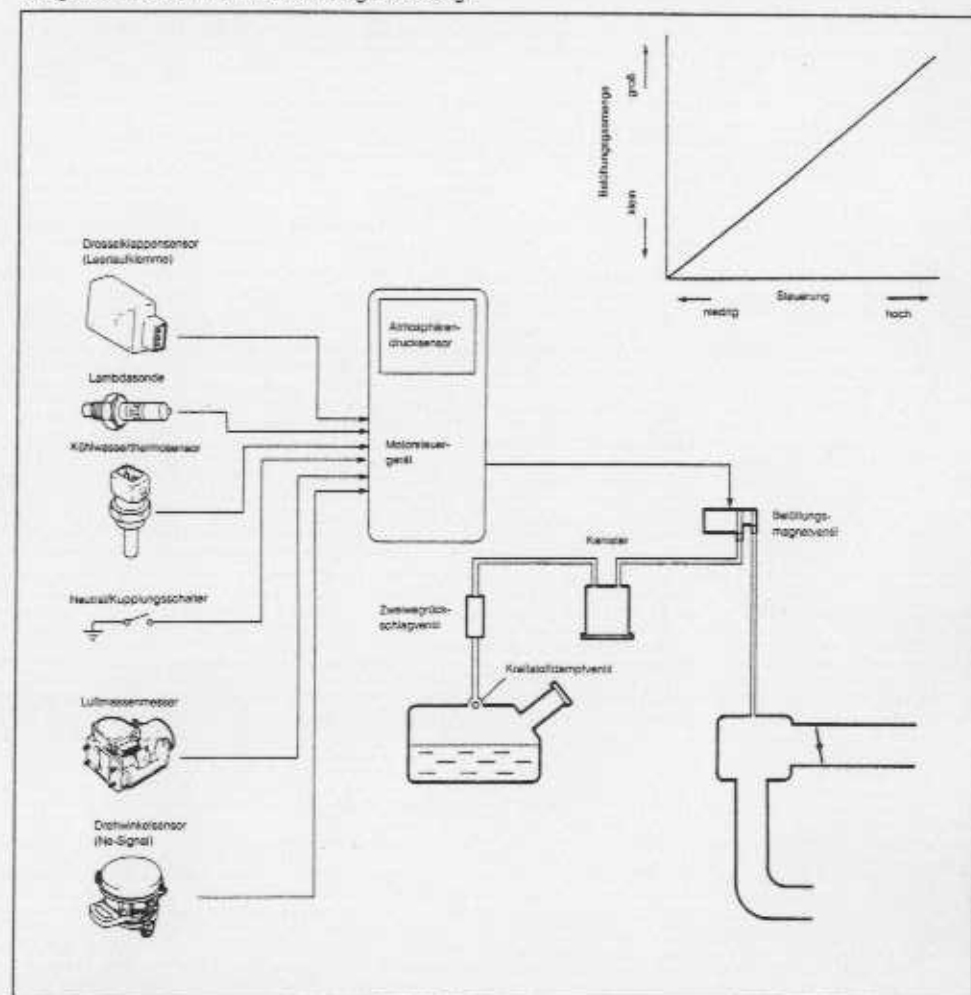 groß
Belüftungsgasmenge
klein
Steuerung
niedrig
hoch
Drosselklappensensor
(Leerlaufklemme)
Atmosphären-
drucksensor
Lambdasonde
Kühlwasserthermosensor
Motorsteuer-
gerät
Belüftungs-
magnetventil
Kanister
Neutral/Kupplungsschalter
Zweiwegrück-
schlagventil
Kraftstoffdampfventil
Luftmassenmesser
Drehwinkelsensor
(Ne-Signal)